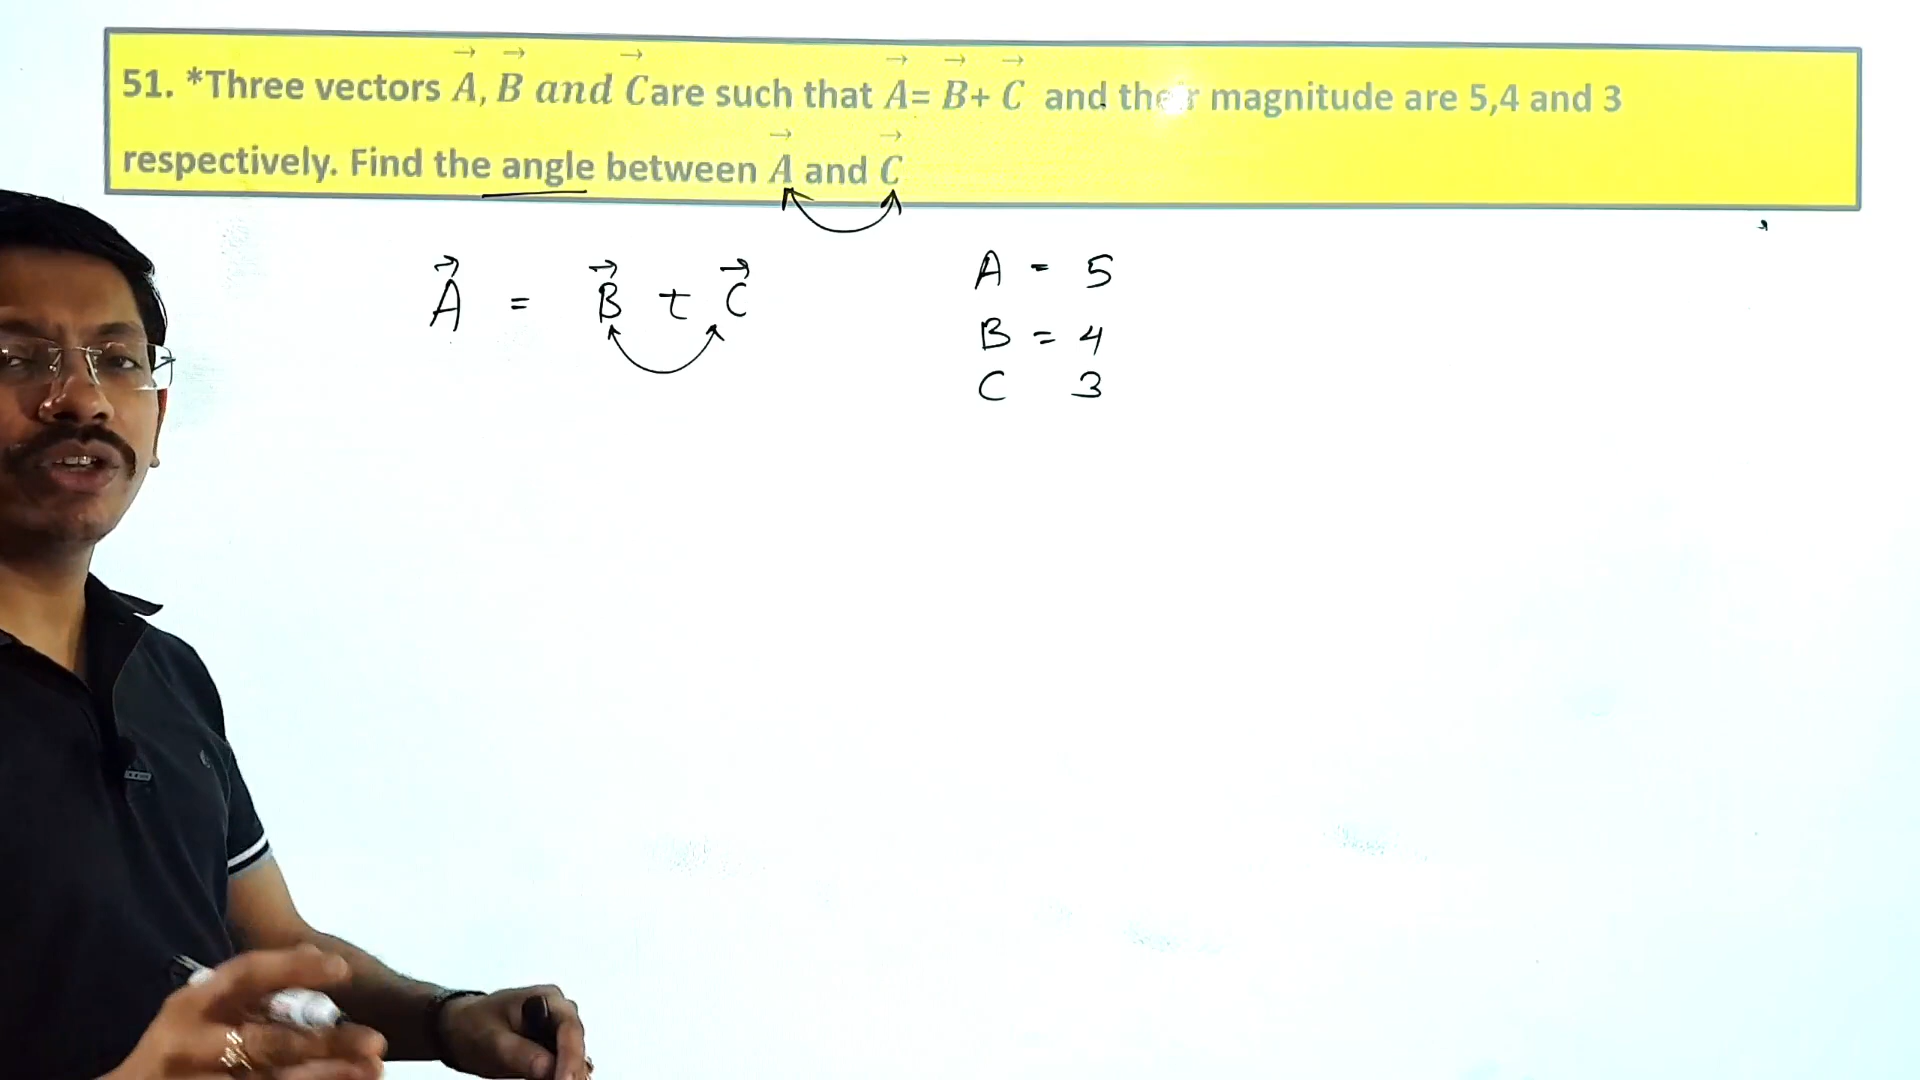 51. *Three vectors A⃗, B⃗ and C⃗are such that A⃗= B⃗+ C⃗ and their magnitude are 5,4 and 3
respectively. Find the angle between A⃗ and C⃗
A⃗ = B⃗ + C⃗
A = 5
B = 4
C 3